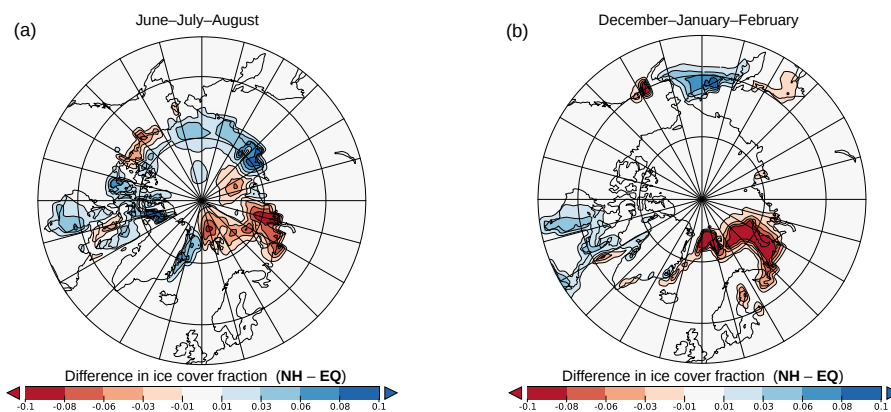 June–July–August
December–January–February
(a)
(b)
Difference in ice cover fraction (NH – EQ)
Difference in ice cover fraction (NH – EQ)
-0.1 -0.08 -0.06 -0.03 -0.01 0.01 0.03 0.06 0.08 0.1
-0.1 -0.08 -0.06 -0.03 -0.01 0.01 0.03 0.06 0.08 0.1